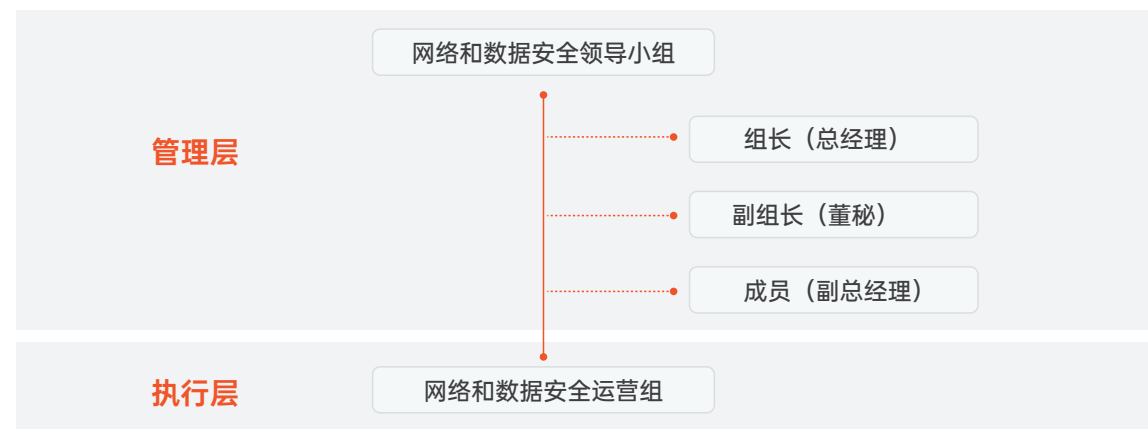 网络和数据安全领导小组
管理层
组长（总经理）
副组长（董秘）
成员（副总经理）
执行层
网络和数据安全运营组